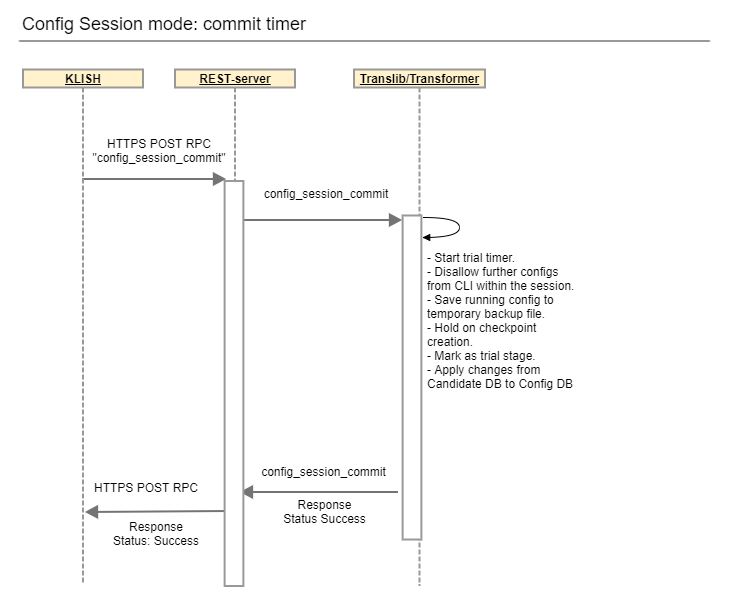 Config Session mode: commit timer
KLISH
REST-server
Translib/Transformer
HTTPS POST RPC
"config_session_commit"
config_session_commit
- Start trial timer.
- Disallow further configs
from CLI within the session.
- Save running config to
temporary backup file.
- Hold on checkpoint
creation.
- Mark as trial stage.
- Apply changes from
Candidate DB to Config DB
config_session_commit
Response
Status Success
HTTPS POST RPC
Response
Status: Success